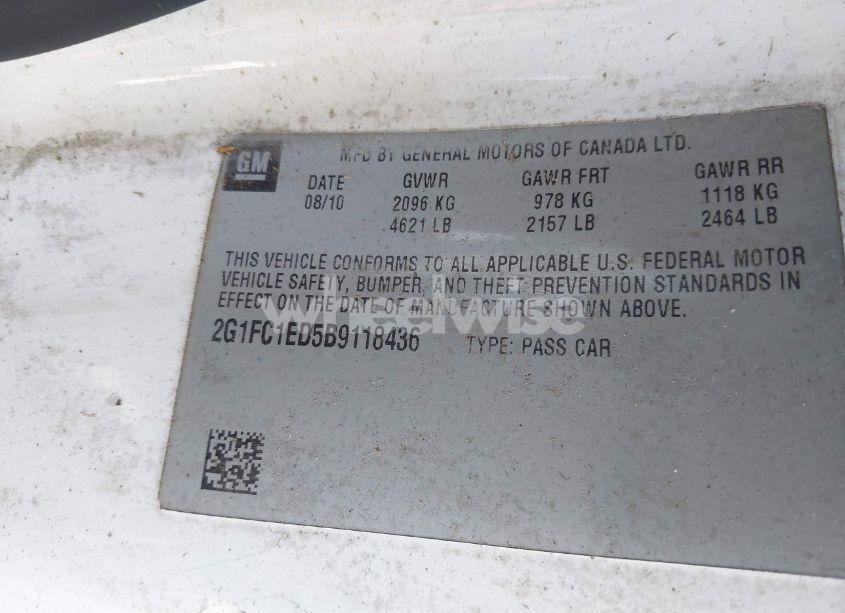 GM
MFD BY GENERAL MOTORS OF CANADA LTD.
DATE GVWR GAWR FRT GAWR RR
08/10 2096 KG 978 KG 1118 KG
4621 LB 2157 LB 2464 LB
THIS VEHICLE CONFORMS TO ALL APPLICABLE U.S. FEDERAL MOTOR
VEHICLE SAFETY, BUMPER, AND THEFT PREVENTION STANDARDS IN
EFFECT ON THE DATE OF MANUFACTURE SHOWN ABOVE.
wheelwise
2G1FC1ED5B9118436 TYPE: PASS CAR